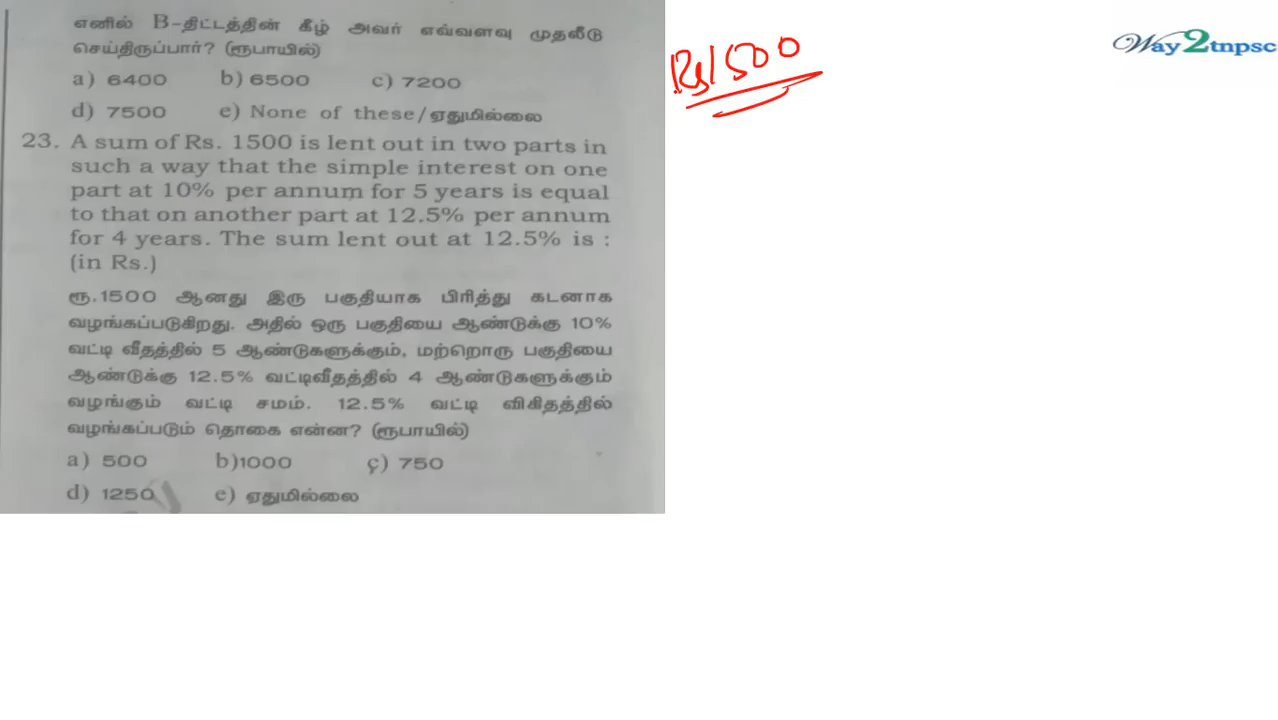 எனில் B-திட்டத்தின் கீழ் அவர் எவ்வளவு முதலீடு
செய்திருப்பார்? (ரூபாயில்)
a) 6400 b) 6500 c) 7200
d) 7500 e) None of these/ஏதுமில்லை
23. A sum of Rs. 1500 is lent out in two parts in
such a way that the simple interest on one
part at 10% per annum for 5 years is equal
to that on another part at 12.5% per annum
for 4 years. The sum lent out at 12.5% is :
(in Rs.)
ரூ.1500 ஆனது இரு பகுதியாக பிரித்து கடனாக
வழங்கப்படுகிறது. அதில் ஒரு பகுதியை ஆண்டுக்கு 10%
வட்டி வீதத்தில் 5 ஆண்டுகளுக்கும், மற்றொரு பகுதியை
ஆண்டுக்கு 12.5% வட்டிவீதத்தில் 4 ஆண்டுகளுக்கும்
வழங்கும் வட்டி சமம். 12.5% வட்டி விகிதத்தில்
வழங்கப்படும் தொகை என்ன? (ரூபாயில்)
a) 500 b)1000 c) 750
d) 1250 e) ஏதுமில்லை
Rs1500
Way2tnpsc